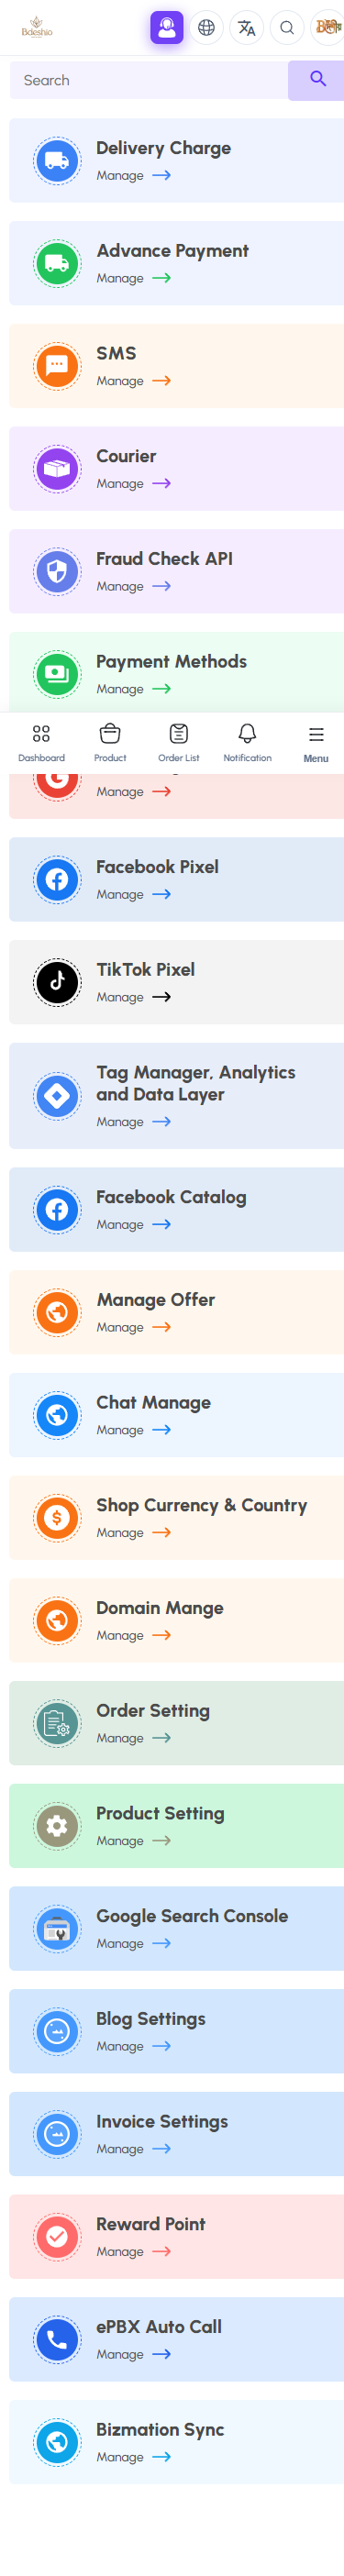 Bdeshio
Search
Delivery Charge
Manage
Advance Payment
Manage
SMS
Manage
Courier
Manage
Fraud Check API
Manage
Payment Methods
Manage
Dashboard
Product
Order List
Notification
Menu
Manage
Facebook Pixel
Manage
TikTok Pixel
Manage
Tag Manager, Analytics
and Data Layer
Manage
Facebook Catalog
Manage
Manage Offer
Manage
Chat Manage
Manage
Shop Currency & Country
Manage
Domain Mange
Manage
Order Setting
Manage
Product Setting
Manage
Google Search Console
Manage
Blog Settings
Manage
Invoice Settings
Manage
Reward Point
Manage
ePBX Auto Call
Manage
Bizmation Sync
Manage